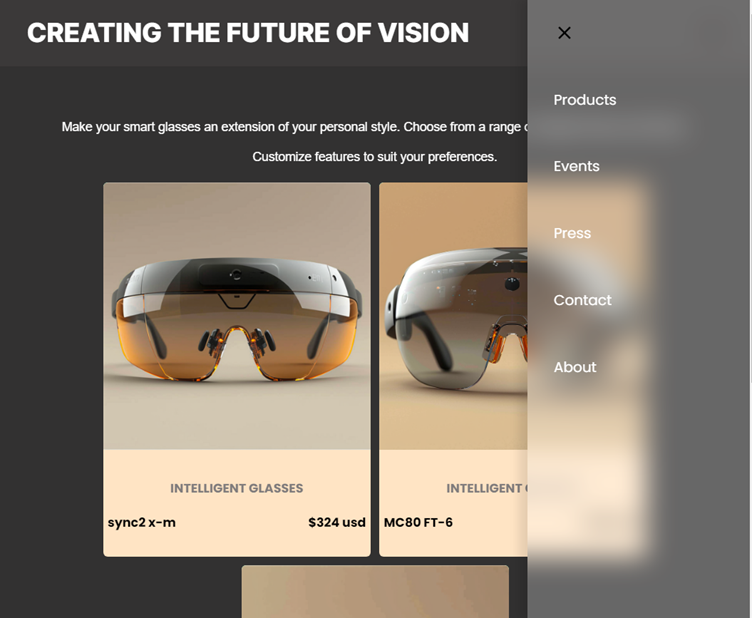 CREATING THE FUTURE OF VISION
Make your smart glasses an extension of your personal style. Choose from a range
Customize features to suit your preferences.
Products
Events
Press
Contact
About
INTELLIGENT GLASSES
sync2 x-m $324 usd
INTELLIGENT
MC80 FT-6